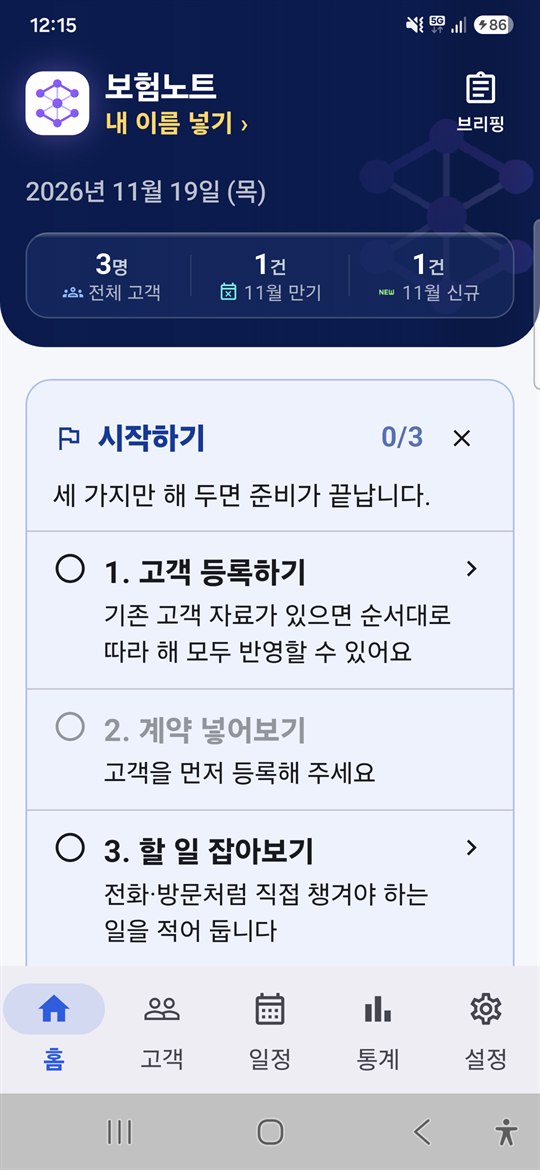 12:15
5G
86
보험노트
내 이름 넣기 ›
브리핑
2026년 11월 19일 (목)
3명
전체 고객
1건
11월 만기
1건
NEW 11월 신규
시작하기
0/3
세 가지만 해 두면 준비가 끝납니다.
1. 고객 등록하기
기존 고객 자료가 있으면 순서대로
따라 해 모두 반영할 수 있어요
2. 계약 넣어보기
고객을 먼저 등록해 주세요
3. 할 일 잡아보기
전화·방문처럼 직접 챙겨야 하는
일을 적어 둡니다
홈
고객
일정
통계
설정